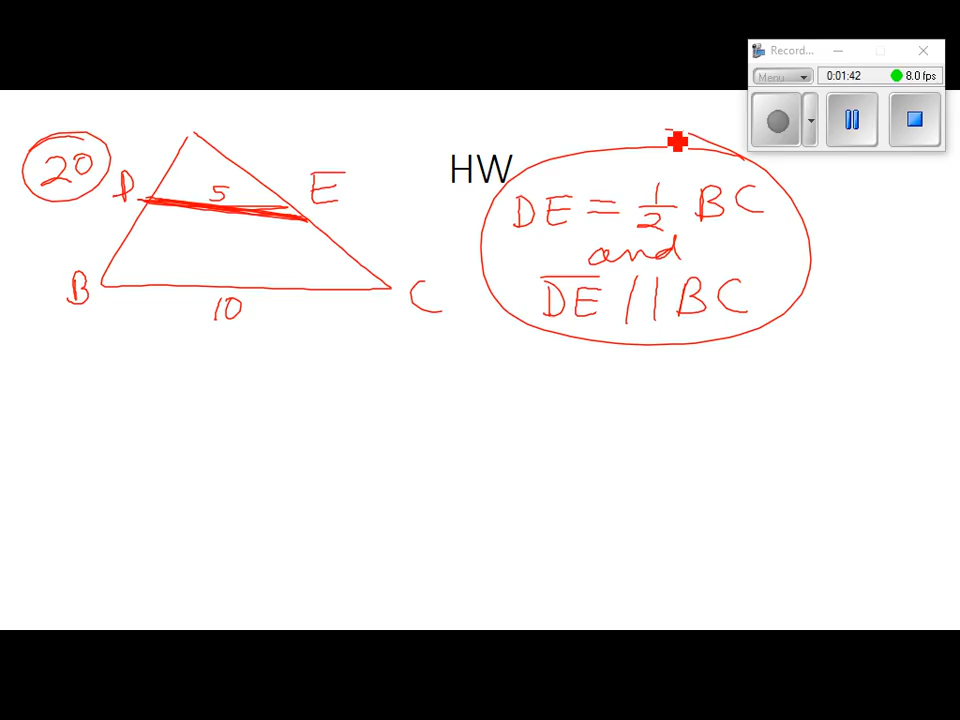 Record...
Menu
0:01:42
8.0 fps
20
D
5
E
B
10
C
HW
DE = 1/2 BC
and
DE || BC